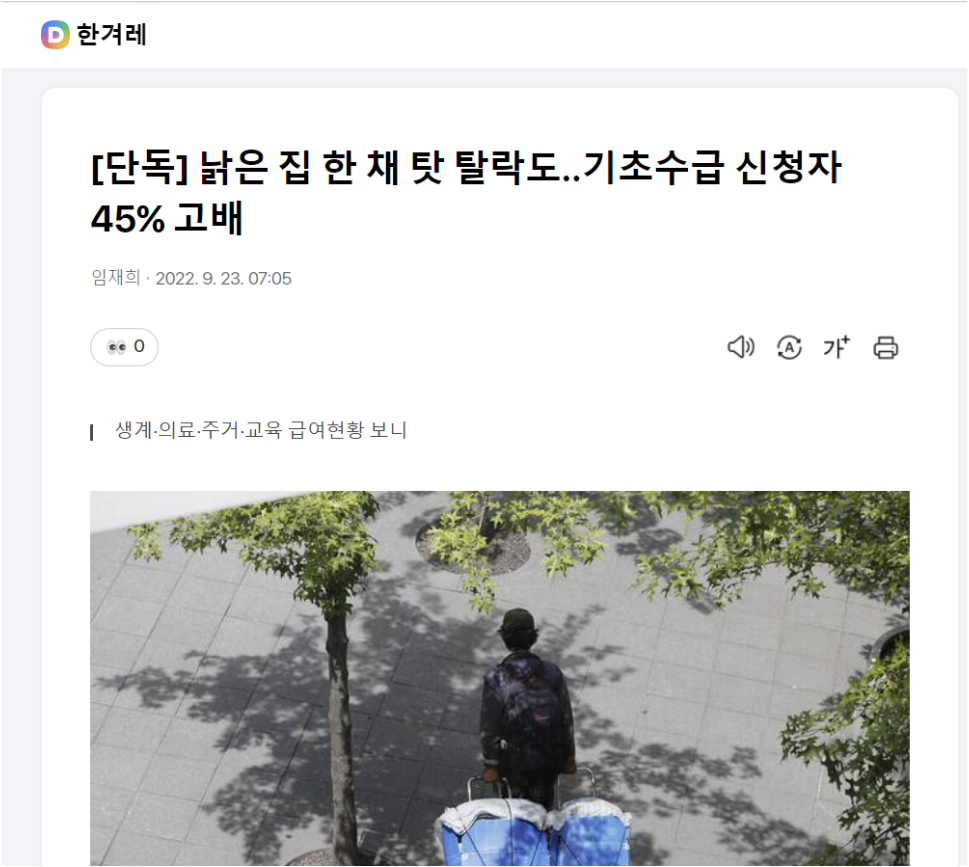 D 한겨레
[단독] 낡은 집 한 채 탓 탈락도..기초수급 신청자
45% 고배
임재희 · 2022. 9. 23. 07:05
0
A 가+
생계·의료·주거·교육 급여현황 보니